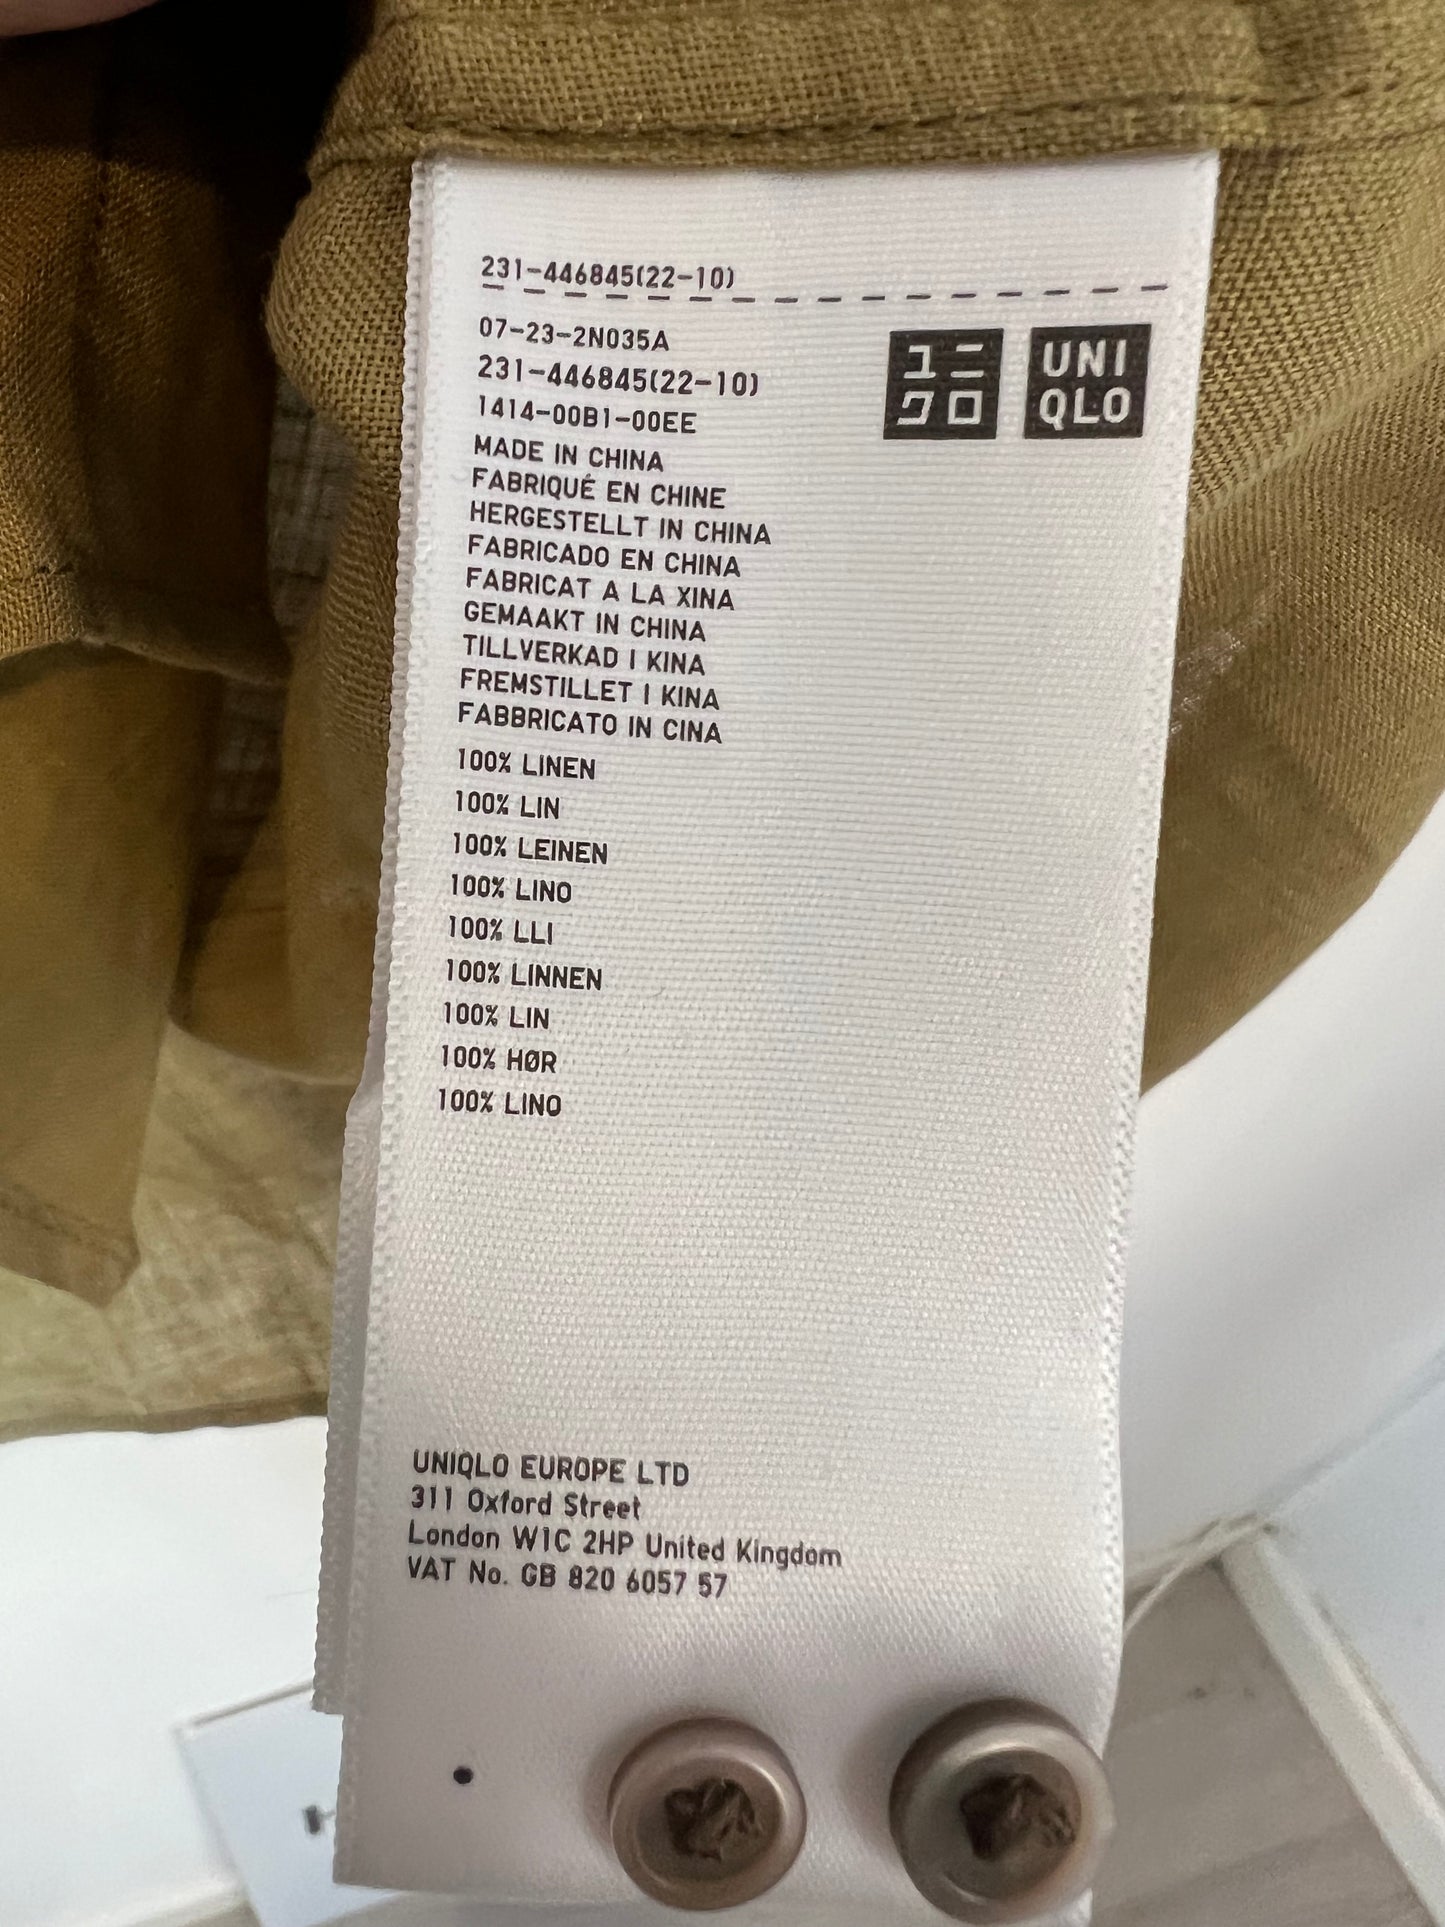 231-446845(22-10)
07-23-2N035A
231-446845(22-10)
1414-00B1-00EE
ユニ
クロ
UNI
QLO
MADE IN CHINA
FABRIQUÉ EN CHINE
HERGESTELLT IN CHINA
FABRICADO EN CHINA
FABRICAT A LA XINA
GEMAAKT IN CHINA
TILLVERKAD I KINA
FREMSTILLET I KINA
FABBRICATO IN CINA
100% LINEN
100% LIN
100% LEINEN
100% LINO
100% LLI
100% LINNEN
100% LIN
100% HØR
100% LINO
UNIQLO EUROPE LTD
311 Oxford Street
London W1C 2HP United Kingdom
VAT No. GB 820 6057 57